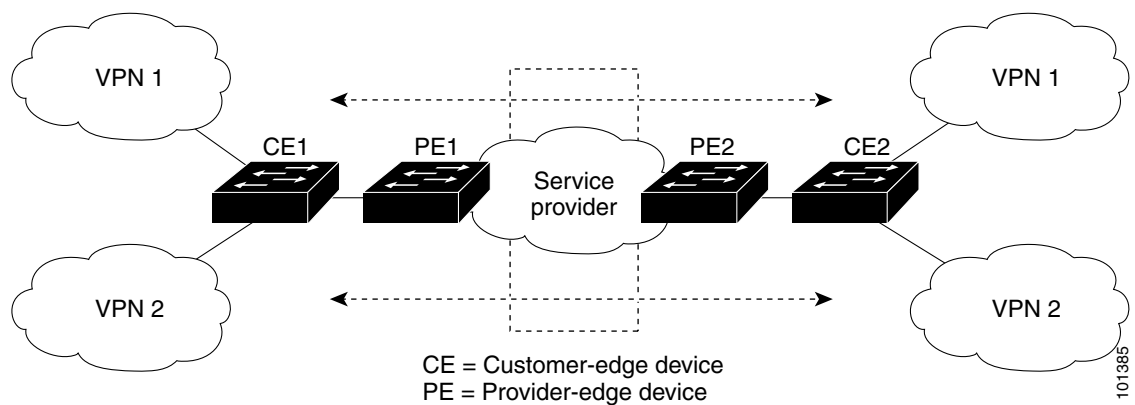 VPN 1
VPN 1
CE1
PE1
PE2
CE2
Service
provider
VPN 2
VPN 2
CE = Customer-edge device
PE = Provider-edge device
101385